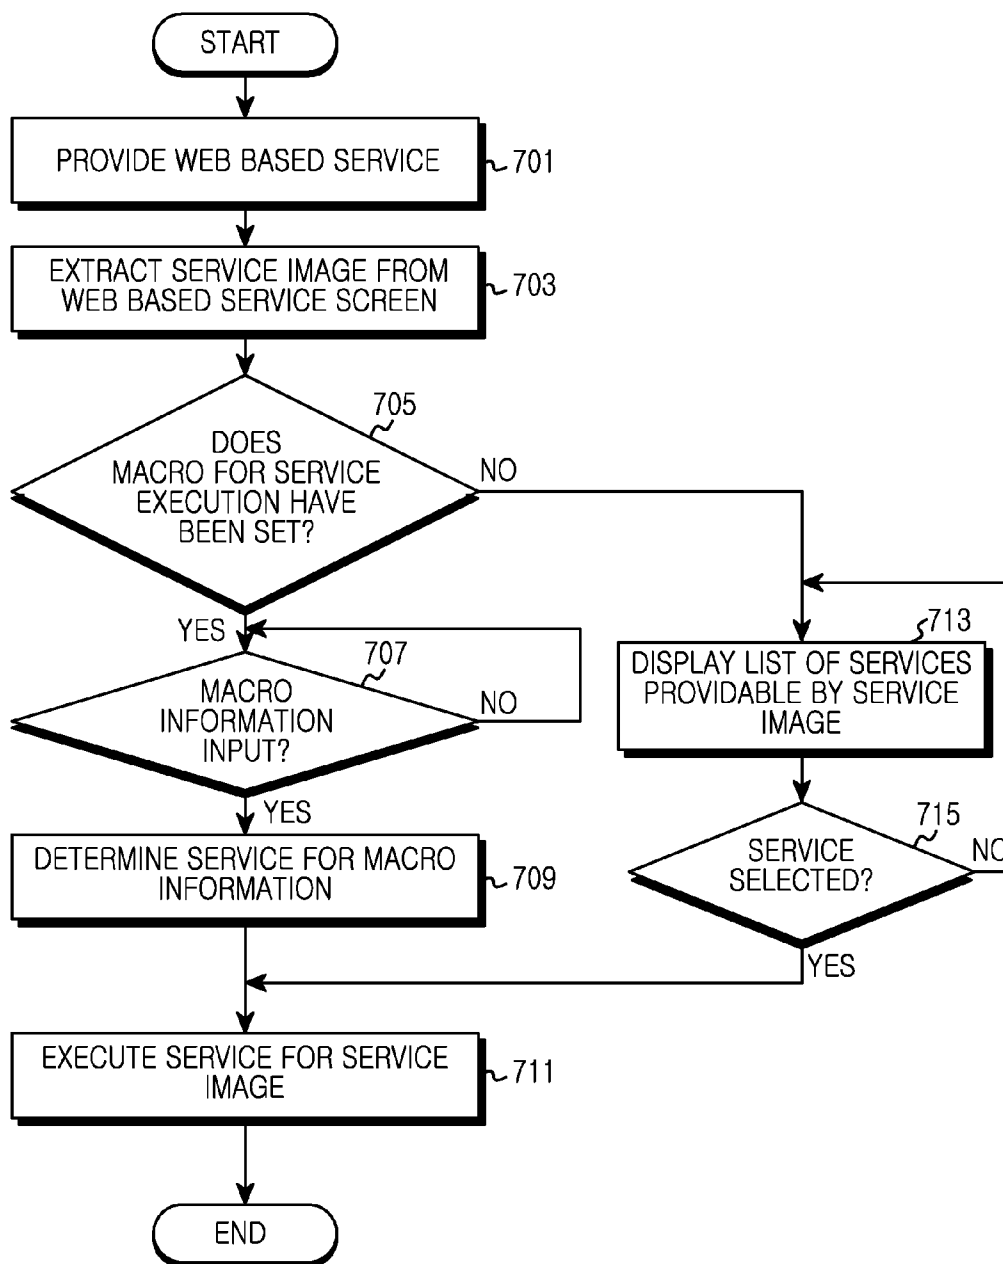 START
PROVIDE WEB BASED SERVICE
701
EXTRACT SERVICE IMAGE FROM
WEB BASED SERVICE SCREEN
703
705
DOES
MACRO FOR SERVICE
EXECUTION HAVE
BEEN SET?
NO
YES
707
MACRO
INFORMATION
INPUT?
NO
YES
713
DISPLAY LIST OF SERVICES
PROVIDABLE BY SERVICE
IMAGE
715
SERVICE
SELECTED?
NO
YES
DETERMINE SERVICE FOR MACRO
INFORMATION
709
EXECUTE SERVICE FOR SERVICE
IMAGE
711
END